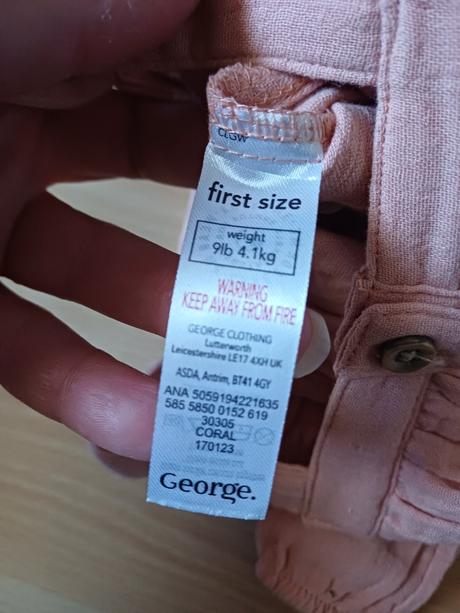 CLGW
first size
weight
9lb 4.1kg
WARNING
KEEP AWAY FROM FIRE
GEORGE CLOTHING
Lutterworth
Leicestershire LE17 4XH UK
ASDA, Antrim, BT41 4GY
ANA 5059194221635
585 5850 0152 619
30305
CORAL
170123
George.